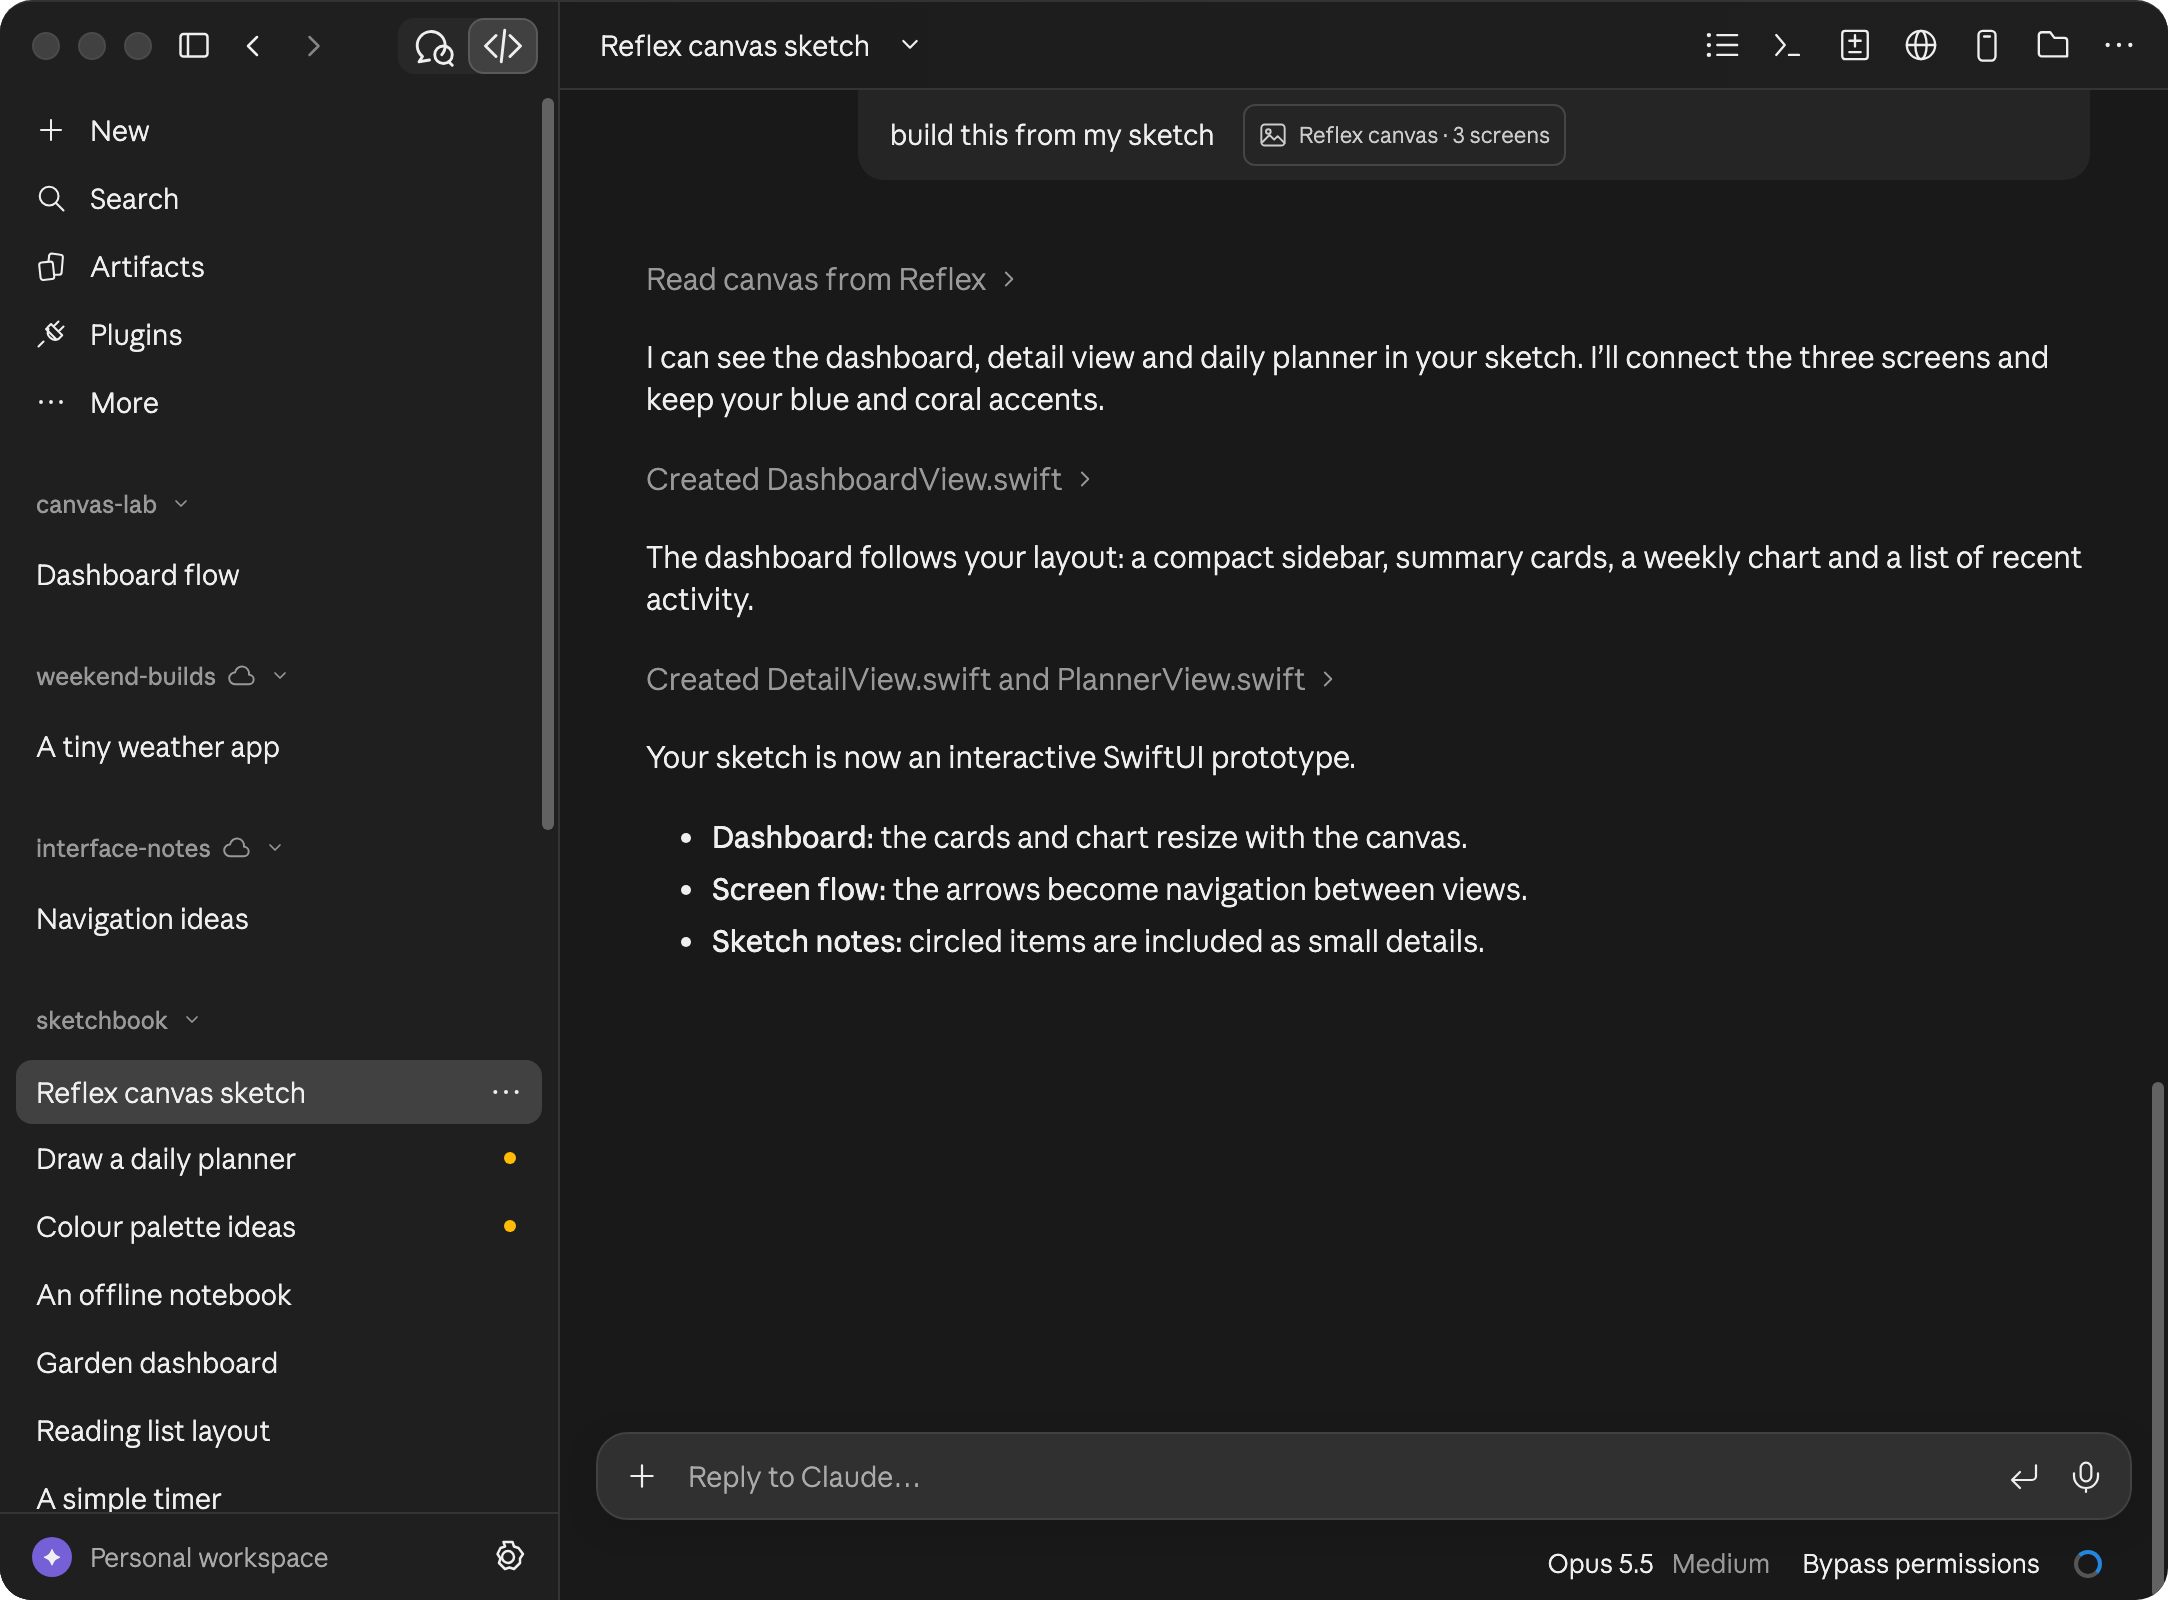 New
Search
Artifacts
Plugins
More
canvas-lab
Dashboard flow
weekend-builds
A tiny weather app
interface-notes
Navigation ideas
sketchbook
Reflex canvas sketch
Draw a daily planner
Colour palette ideas
An offline notebook
Garden dashboard
Reading list layout
A simple timer
Personal workspace
Reflex canvas sketch
build this from my sketch
Reflex canvas · 3 screens
Read canvas from Reflex
I can see the dashboard, detail view and daily planner in your sketch. I’ll connect the three screens and
keep your blue and coral accents.
Created DashboardView.swift
The dashboard follows your layout: a compact sidebar, summary cards, a weekly chart and a list of recent
activity.
Created DetailView.swift and PlannerView.swift
Your sketch is now an interactive SwiftUI prototype.
• Dashboard: the cards and chart resize with the canvas.
• Screen flow: the arrows become navigation between views.
• Sketch notes: circled items are included as small details.
Reply to Claude…
Opus 5.5 Medium Bypass permissions